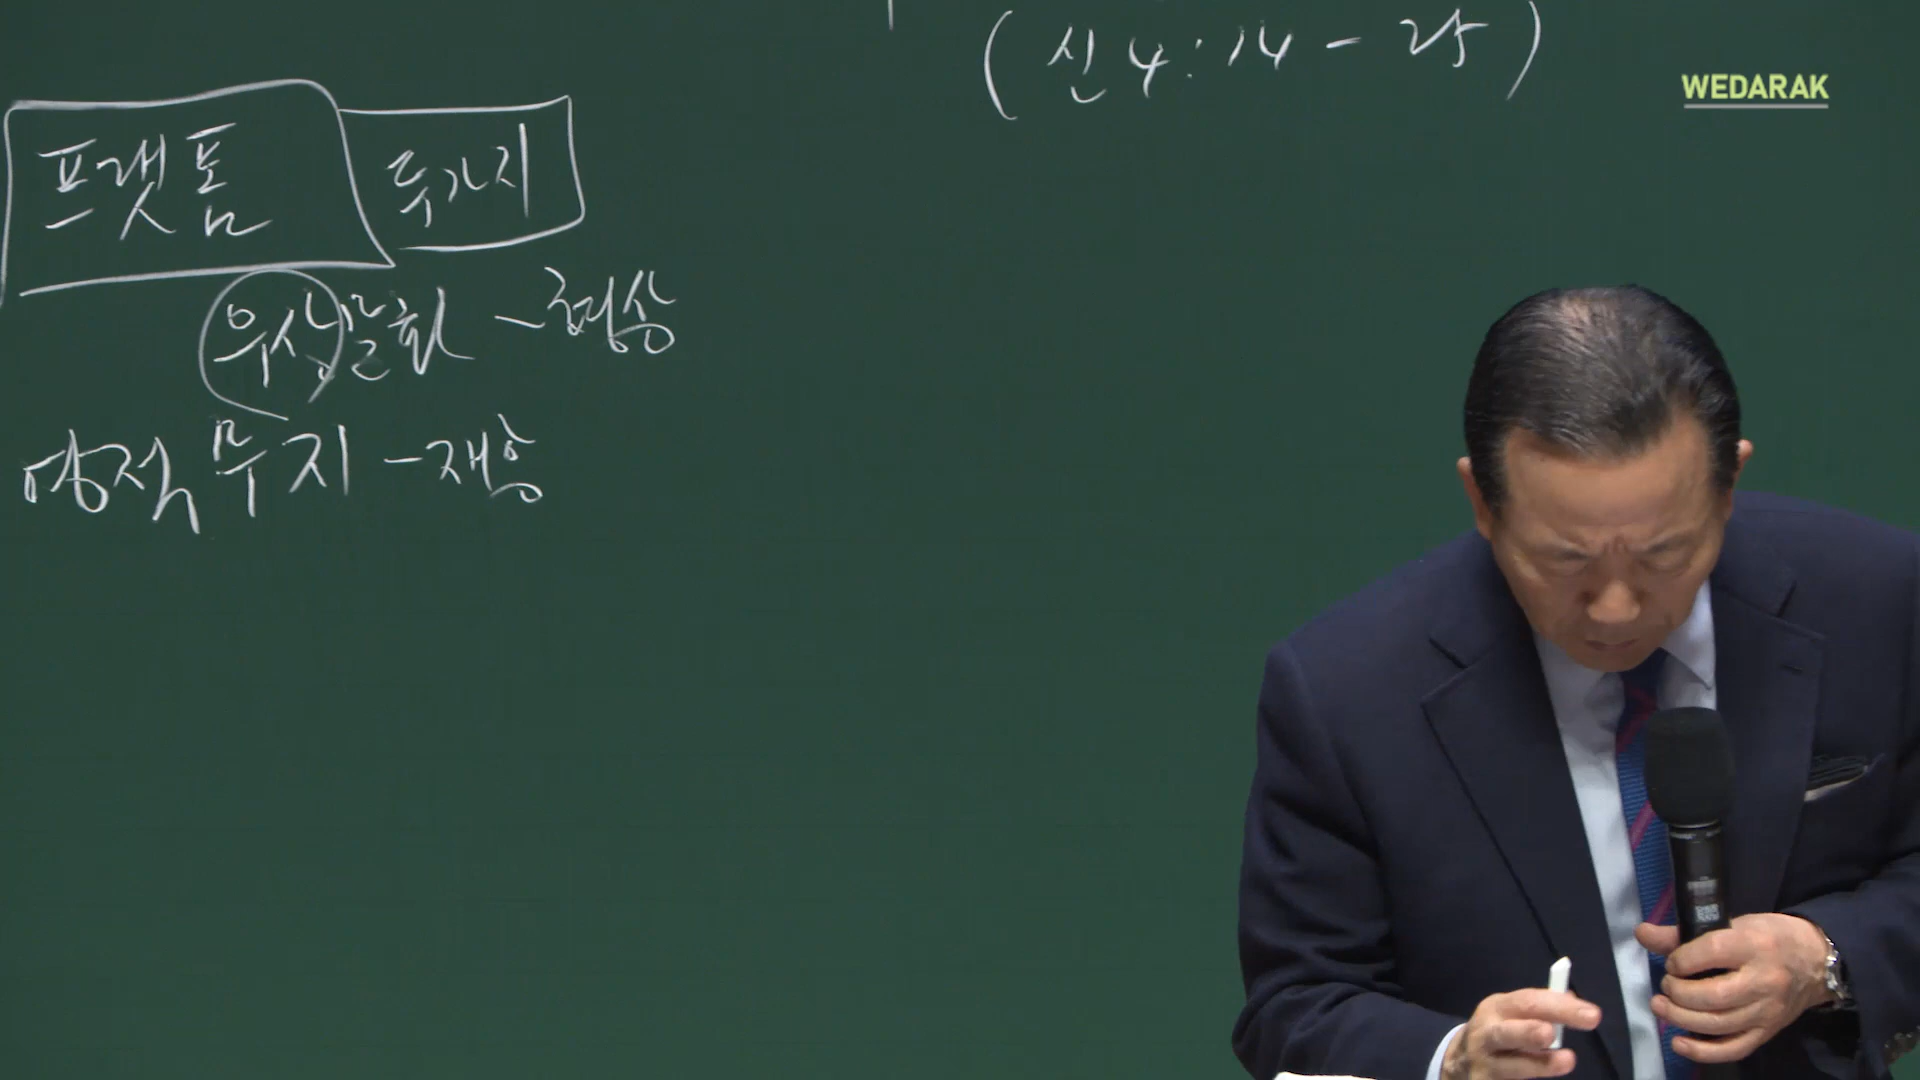 (신 4:14-25)
WEDARAK
프랫폼 두가지
우상문화 - 형상
영적 무지 - 재앙